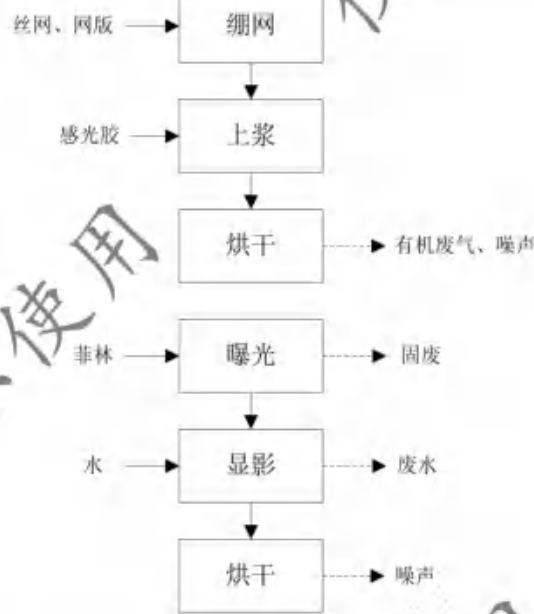 丝网、网版
绷网
感光胶
上浆
烘干
有机废气、噪声
使用
菲林
曝光
固废
水
显影
废水
烘干
噪声